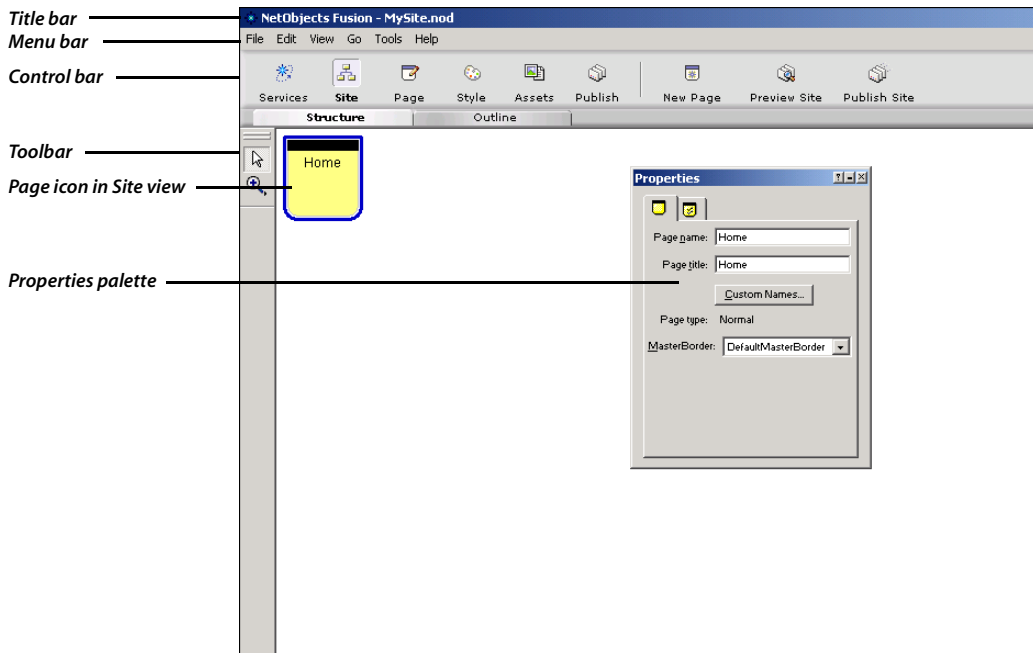 Title bar
NetObjects Fusion - MySite.nod
Menu bar
File Edit View Go Tools Help
Control bar
Services Site Page Style Assets Publish New Page Preview Site Publish Site
Structure Outline
Toolbar
Home
Page icon in Site view
Properties
Page name: Home
Page title: Home
Properties palette
Custom Names...
Page type: Normal
MasterBorder: DefaultMasterBorder